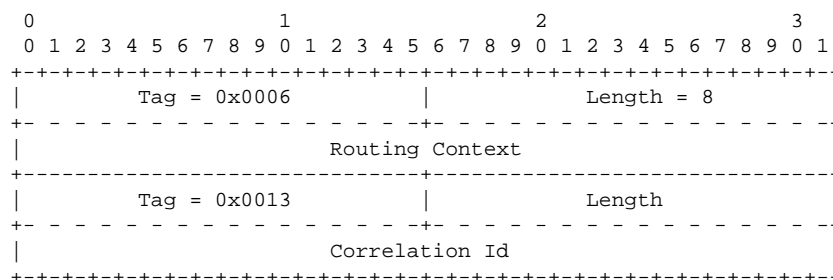 0                   1                   2                   3
 0 1 2 3 4 5 6 7 8 9 0 1 2 3 4 5 6 7 8 9 0 1 2 3 4 5 6 7 8 9 0 1
+-+-+-+-+-+-+-+-+-+-+-+-+-+-+-+-+-+-+-+-+-+-+-+-+-+-+-+-+-+-+-+-
|         Tag = 0x0006          |            Length = 8
+- - - - - - - - - - - - - - - -+- - - - - - - - - - - - - - - -
|                        Routing Context
+-------------------------------+--------------------------------
|         Tag = 0x0013          |            Length
+- - - - - - - - - - - - - - - -+- - - - - - - - - - - - - - - -
|                        Correlation Id
+-+-+-+-+-+-+-+-+-+-+-+-+-+-+-+-+-+-+-+-+-+-+-+-+-+-+-+-+-+-+-+-